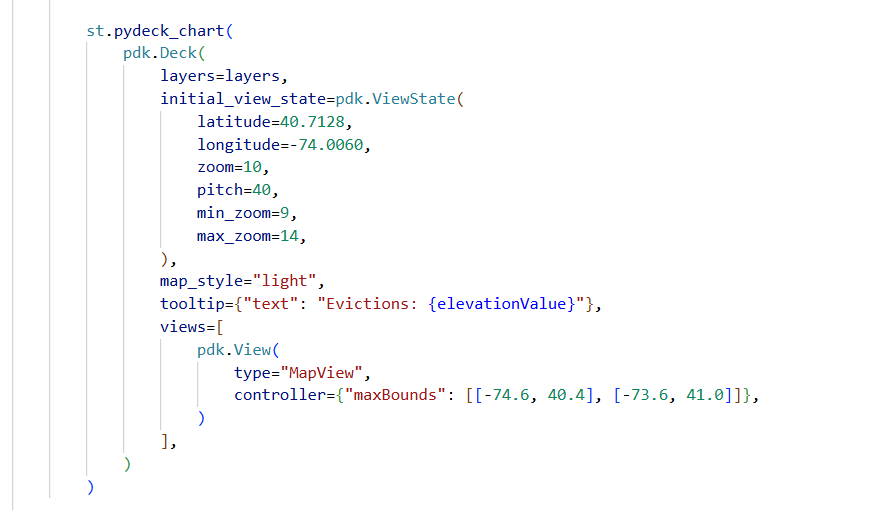 st.pydeck_chart(
pdk.Deck(
layers=layers,
initial_view_state=pdk.ViewState(
latitude=40.7128,
longitude=-74.0060,
zoom=10,
pitch=40,
min_zoom=9,
max_zoom=14,
),
map_style="light",
tooltip={"text": "Evictions: {elevationValue}"},
views=[
pdk.View(
type="MapView",
controller={"maxBounds": [[-74.6, 40.4], [-73.6, 41.0]]},
)
],
)
)